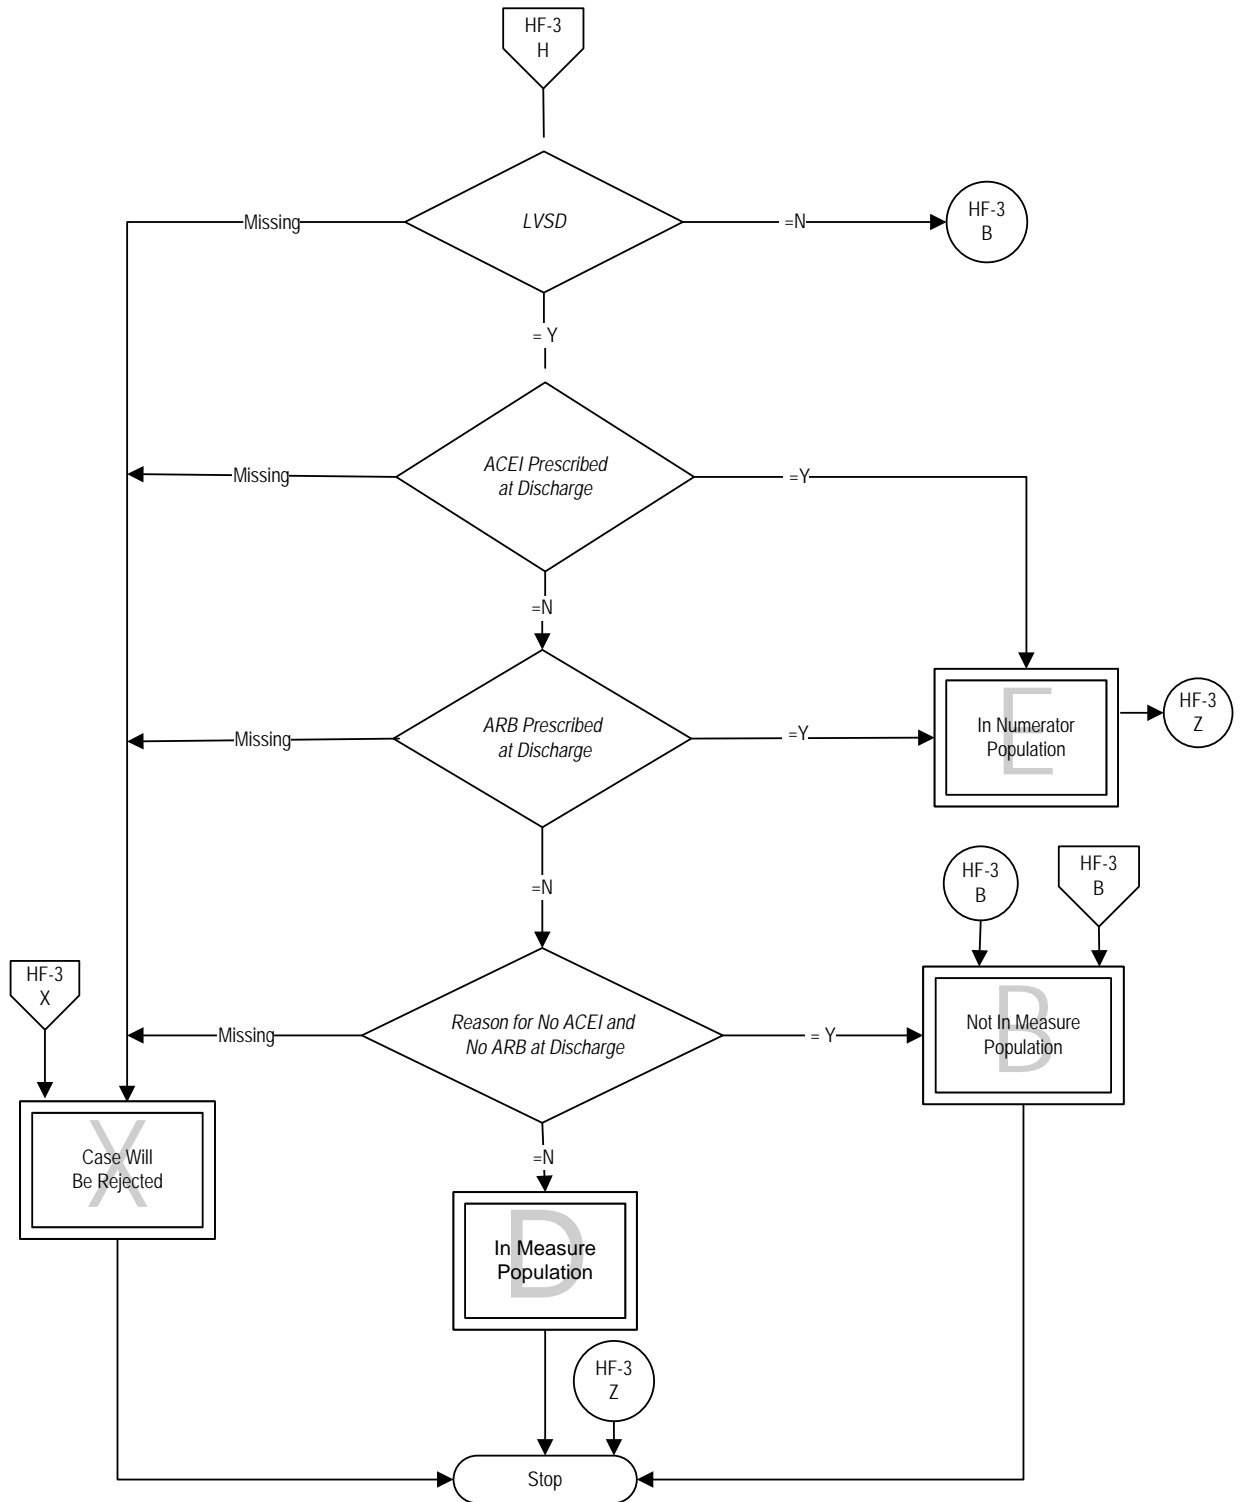 HF-3
H
Missing
LVSD
=N
HF-3
B
= Y
Missing
ACEI Prescribed
at Discharge
=Y
=N
Missing
ARB Prescribed
at Discharge
=Y
E
In Numerator
Population
HF-3
Z
=N
HF-3
B
HF-3
B
HF-3
X
Missing
Reason for No ACEI and
No ARB at Discharge
= Y
B
Not In Measure
Population
X
Case Will
Be Rejected
=N
D
In Measure
Population
HF-3
Z
Stop